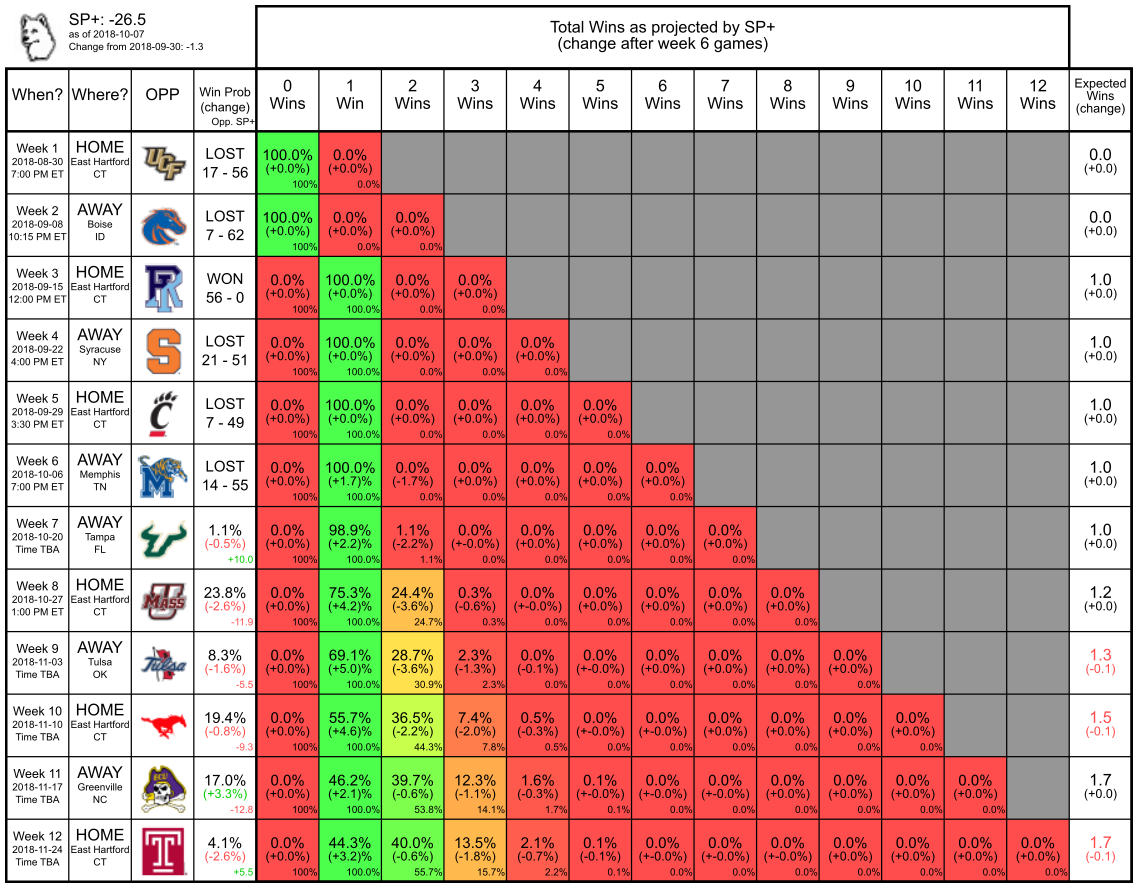 SP+: -26.5
as of 2018-10-07
Change from 2018-09-30: -1.3
Total Wins as projected by SP+
(change after week 6 games)
When? Where? OPP Win Prob (change) Opp. SP+ 0 Wins 1 Win 2 Wins 3 Wins 4 Wins 5 Wins 6 Wins 7 Wins 8 Wins 9 Wins 10 Wins 11 Wins 12 Wins Expected Wins (change)
Week 1 HOME LOST 100.0% 0.0% 0.0
2018-08-30 East Hartford UCF 17 - 56 (+0.0%) (+0.0%) (+0.0)
7:00 PM ET CT 100% 0.0%
Week 2 AWAY LOST 100.0% 0.0% 0.0% 0.0
2018-09-08 Boise 7 - 62 (+0.0%) (+0.0%) (+0.0%) (+0.0)
10:15 PM ET ID 100% 0.0% 0.0%
Week 3 HOME WON 0.0% 100.0% 0.0% 0.0% 1.0
2018-09-15 East Hartford PR 56 - 0 (+0.0%) (+0.0%) (+0.0%) (+0.0%) (+0.0)
12:00 PM ET CT 100% 100.0% 0.0% 0.0%
Week 4 AWAY LOST 0.0% 100.0% 0.0% 0.0% 0.0% 1.0
2018-09-22 Syracuse S 21 - 51 (+0.0%) (+0.0%) (+0.0%) (+0.0%) (+0.0%) (+0.0)
4:00 PM ET NY 100% 100.0% 0.0% 0.0% 0.0%
Week 5 HOME LOST 0.0% 100.0% 0.0% 0.0% 0.0% 0.0% 1.0
2018-09-29 East Hartford C 7 - 49 (+0.0%) (+0.0%) (+0.0%) (+0.0%) (+0.0%) (+0.0%) (+0.0)
3:30 PM ET CT 100% 100.0% 0.0% 0.0% 0.0% 0.0%
Week 6 AWAY LOST 0.0% 100.0% 0.0% 0.0% 0.0% 0.0% 0.0% 1.0
2018-10-06 Memphis M 14 - 55 (+0.0%) (+1.7)% (-1.7%) (+0.0%) (+0.0%) (+0.0%) (+0.0%) (+0.0)
7:00 PM ET TN 100% 100.0% 0.0% 0.0% 0.0% 0.0% 0.0%
Week 7 AWAY 1.1% 0.0% 98.9% 1.1% 0.0% 0.0% 0.0% 0.0% 0.0% 1.0
2018-10-20 Tampa (-0.5%) (+0.0%) (+2.2)% (-2.2%) (+-0.0%) (+0.0%) (+0.0%) (+0.0%) (+0.0%) (+0.0)
Time TBA FL +10.0 100% 100.0% 1.1% 0.0% 0.0% 0.0% 0.0% 0.0%
Week 8 HOME 23.8% 0.0% 75.3% 24.4% 0.3% 0.0% 0.0% 0.0% 0.0% 0.0% 1.2
2018-10-27 East Hartford MASS (-2.6%) (+0.0%) (+4.2)% (-3.6%) (-0.6%) (+-0.0%) (+0.0%) (+0.0%) (+0.0%) (+0.0%) (+0.0)
1:00 PM ET CT -11.9 100% 100.0% 24.7% 0.3% 0.0% 0.0% 0.0% 0.0% 0.0%
Week 9 AWAY 8.3% 0.0% 69.1% 28.7% 2.3% 0.0% 0.0% 0.0% 0.0% 0.0% 0.0% 1.3
2018-11-03 Tulsa Tulsa (-1.6%) (+0.0%) (+5.0)% (-3.6%) (-1.3%) (-0.1%) (+-0.0%) (+0.0%) (+0.0%) (+0.0%) (+0.0%) (-0.1)
Time TBA OK -5.5 100% 100.0% 30.9% 2.3% 0.0% 0.0% 0.0% 0.0% 0.0% 0.0%
Week 10 HOME 19.4% 0.0% 55.7% 36.5% 7.4% 0.5% 0.0% 0.0% 0.0% 0.0% 0.0% 0.0% 1.5
2018-11-10 East Hartford (-0.8%) (+0.0%) (+4.6)% (-2.2%) (-2.0%) (-0.3%) (+-0.0%) (+-0.0%) (+0.0%) (+0.0%) (+0.0%) (+0.0%) (-0.1)
Time TBA CT -9.3 100% 100.0% 44.3% 7.8% 0.5% 0.0% 0.0% 0.0% 0.0% 0.0% 0.0%
Week 11 AWAY 17.0% 0.0% 46.2% 39.7% 12.3% 1.6% 0.1% 0.0% 0.0% 0.0% 0.0% 0.0% 0.0% 1.7
2018-11-17 Greenville ECU (+3.3%) (+0.0%) (+2.1)% (-0.6%) (-1.1%) (-0.3%) (+-0.0%) (+-0.0%) (+-0.0%) (+0.0%) (+0.0%) (+0.0%) (+0.0%) (+0.0)
Time TBA NC -12.8 100% 100.0% 53.8% 14.1% 1.7% 0.1% 0.0% 0.0% 0.0% 0.0% 0.0% 0.0%
Week 12 HOME 4.1% 0.0% 44.3% 40.0% 13.5% 2.1% 0.1% 0.0% 0.0% 0.0% 0.0% 0.0% 0.0% 0.0% 1.7
2018-11-24 East Hartford T (-2.6%) (+0.0%) (+3.2)% (-0.6%) (-1.8%) (-0.7%) (-0.1%) (+-0.0%) (+-0.0%) (+-0.0%) (+0.0%) (+0.0%) (+0.0%) (+0.0%) (-0.1)
Time TBA CT +5.5 100% 100.0% 55.7% 15.7% 2.2% 0.1% 0.0% 0.0% 0.0% 0.0% 0.0% 0.0% 0.0%